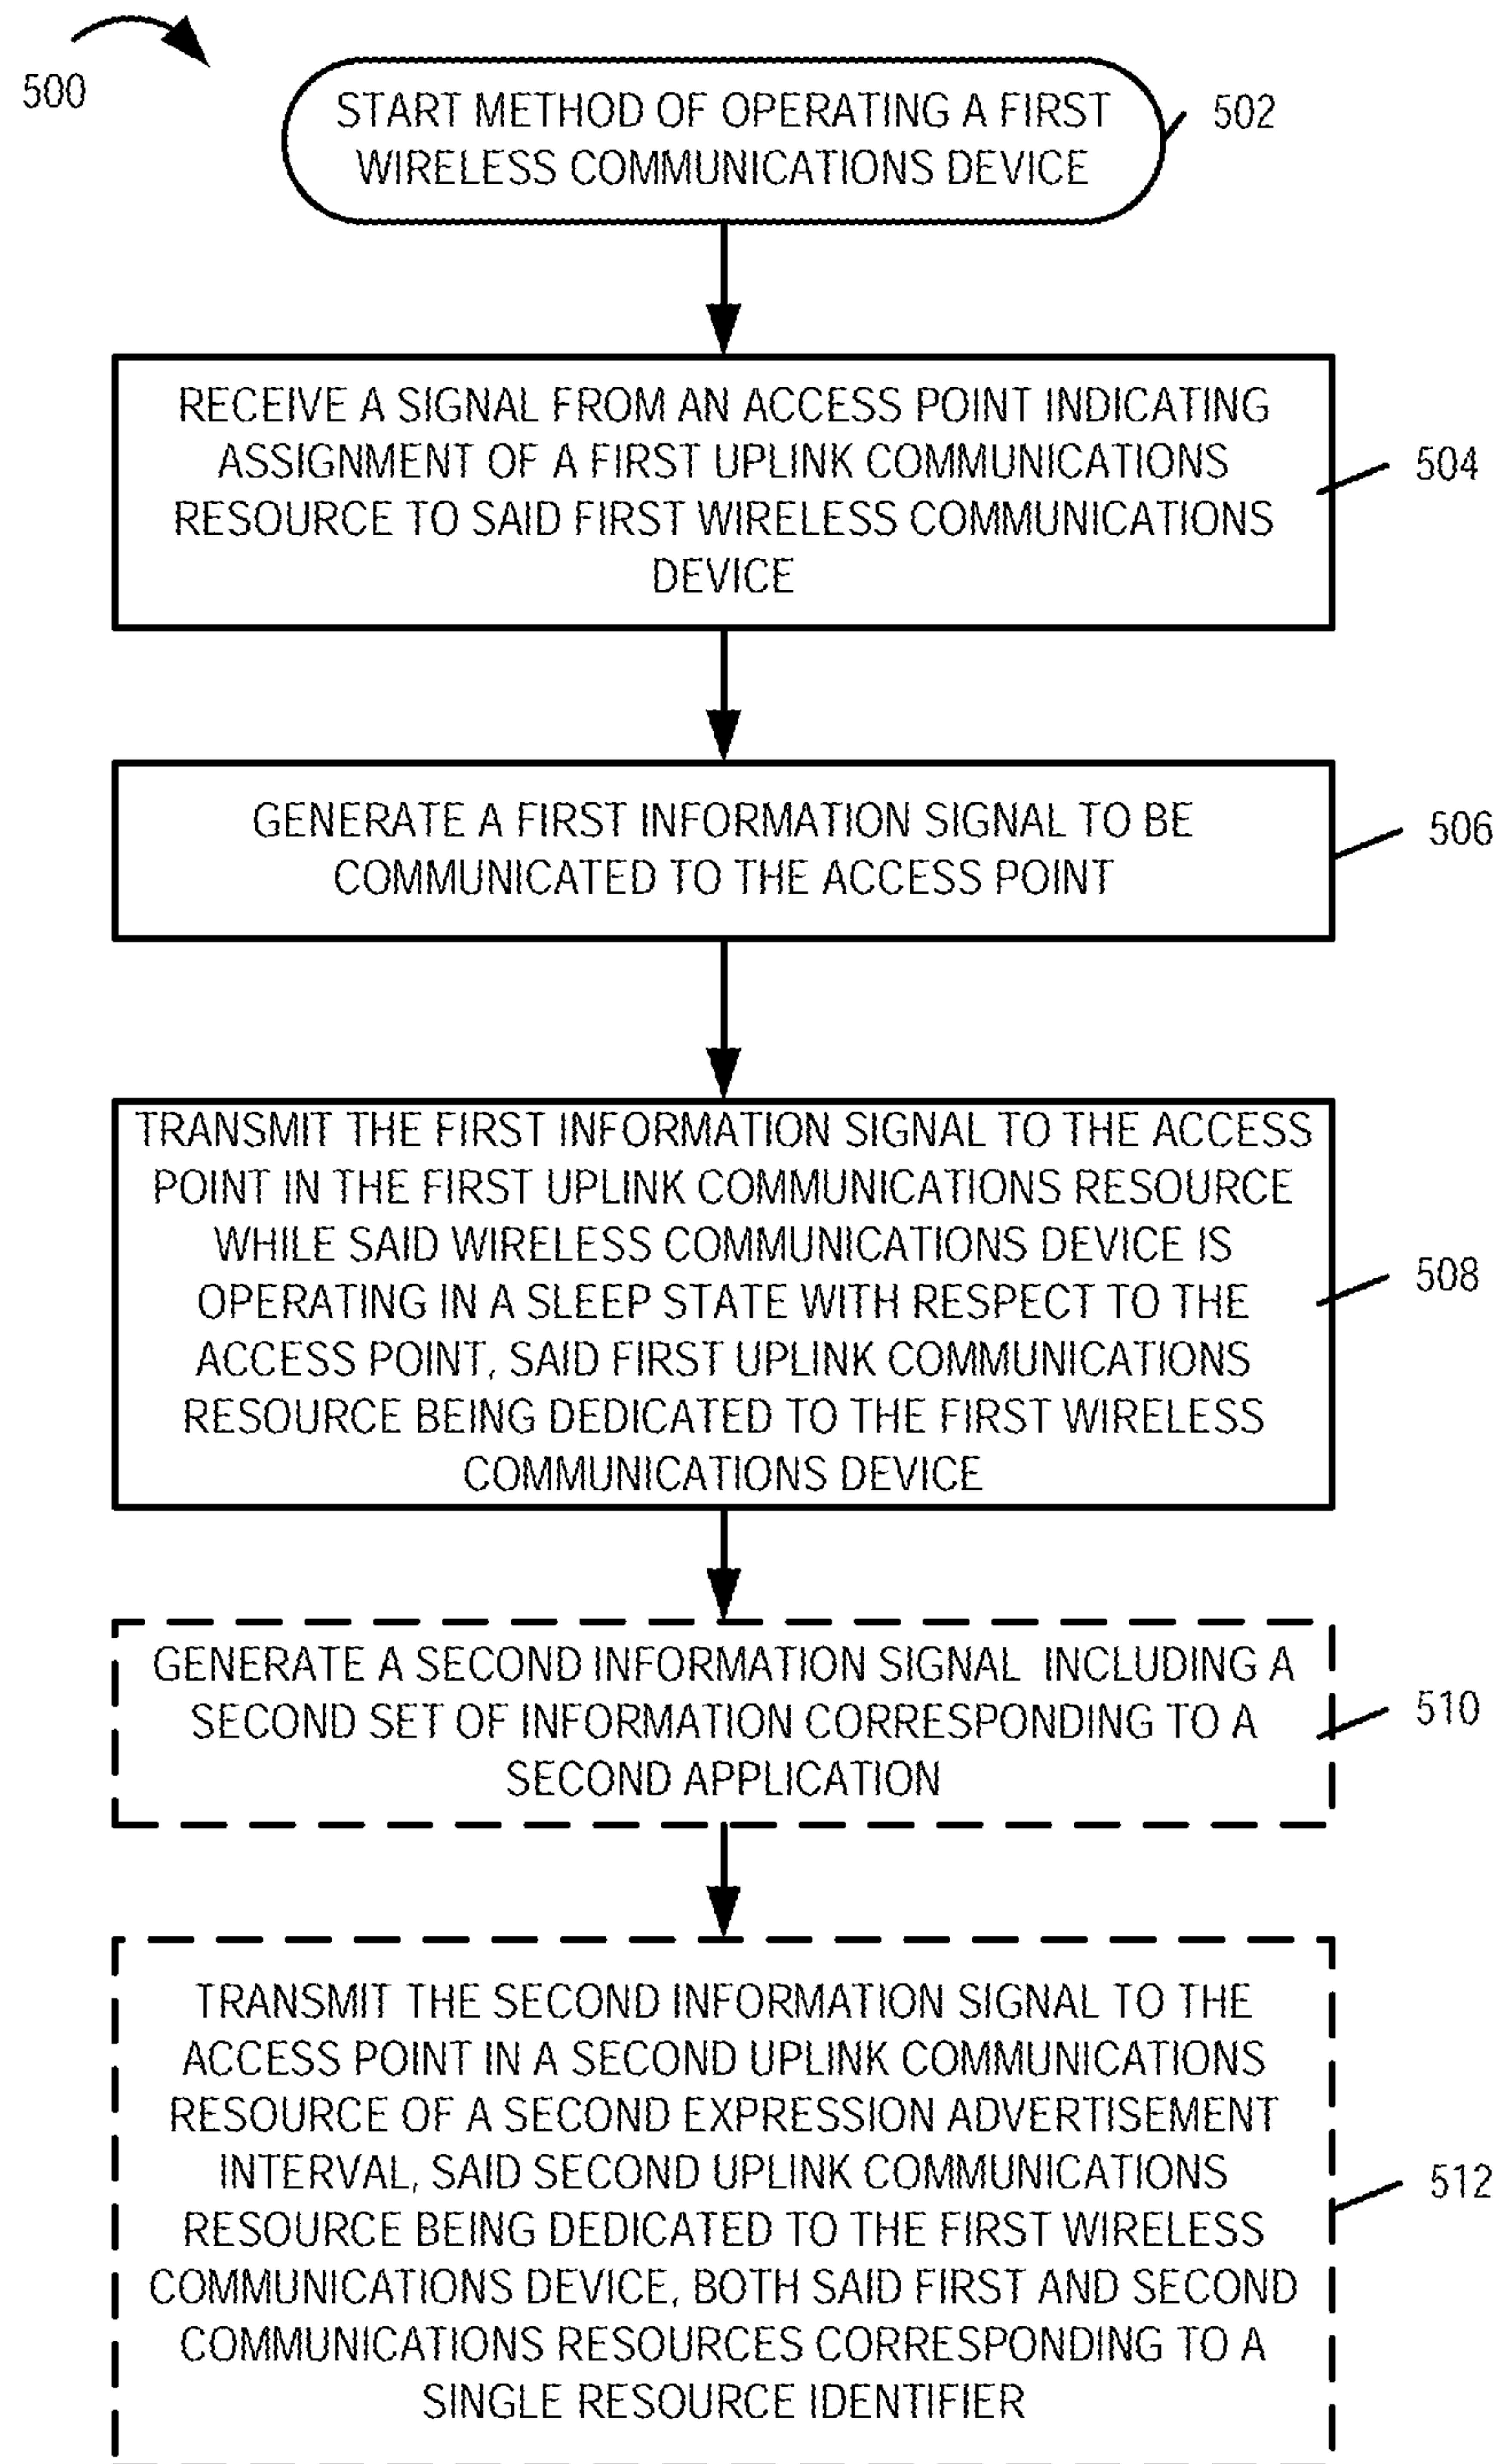 500
START METHOD OF OPERATING A FIRST
WIRELESS COMMUNICATIONS DEVICE
502
RECEIVE A SIGNAL FROM AN ACCESS POINT INDICATING
ASSIGNMENT OF A FIRST UPLINK COMMUNICATIONS
RESOURCE TO SAID FIRST WIRELESS COMMUNICATIONS
DEVICE
504
GENERATE A FIRST INFORMATION SIGNAL TO BE
COMMUNICATED TO THE ACCESS POINT
506
TRANSMIT THE FIRST INFORMATION SIGNAL TO THE ACCESS
POINT IN THE FIRST UPLINK COMMUNICATIONS RESOURCE
WHILE SAID WIRELESS COMMUNICATIONS DEVICE IS
OPERATING IN A SLEEP STATE WITH RESPECT TO THE
ACCESS POINT, SAID FIRST UPLINK COMMUNICATIONS
RESOURCE BEING DEDICATED TO THE FIRST WIRELESS
COMMUNICATIONS DEVICE
508
GENERATE A SECOND INFORMATION SIGNAL INCLUDING A
SECOND SET OF INFORMATION CORRESPONDING TO A
SECOND APPLICATION
510
TRANSMIT THE SECOND INFORMATION SIGNAL TO THE
ACCESS POINT IN A SECOND UPLINK COMMUNICATIONS
RESOURCE OF A SECOND EXPRESSION ADVERTISEMENT
INTERVAL, SAID SECOND UPLINK COMMUNICATIONS
RESOURCE BEING DEDICATED TO THE FIRST WIRELESS
COMMUNICATIONS DEVICE, BOTH SAID FIRST AND SECOND
COMMUNICATIONS RESOURCES CORRESPONDING TO A
SINGLE RESOURCE IDENTIFIER
512